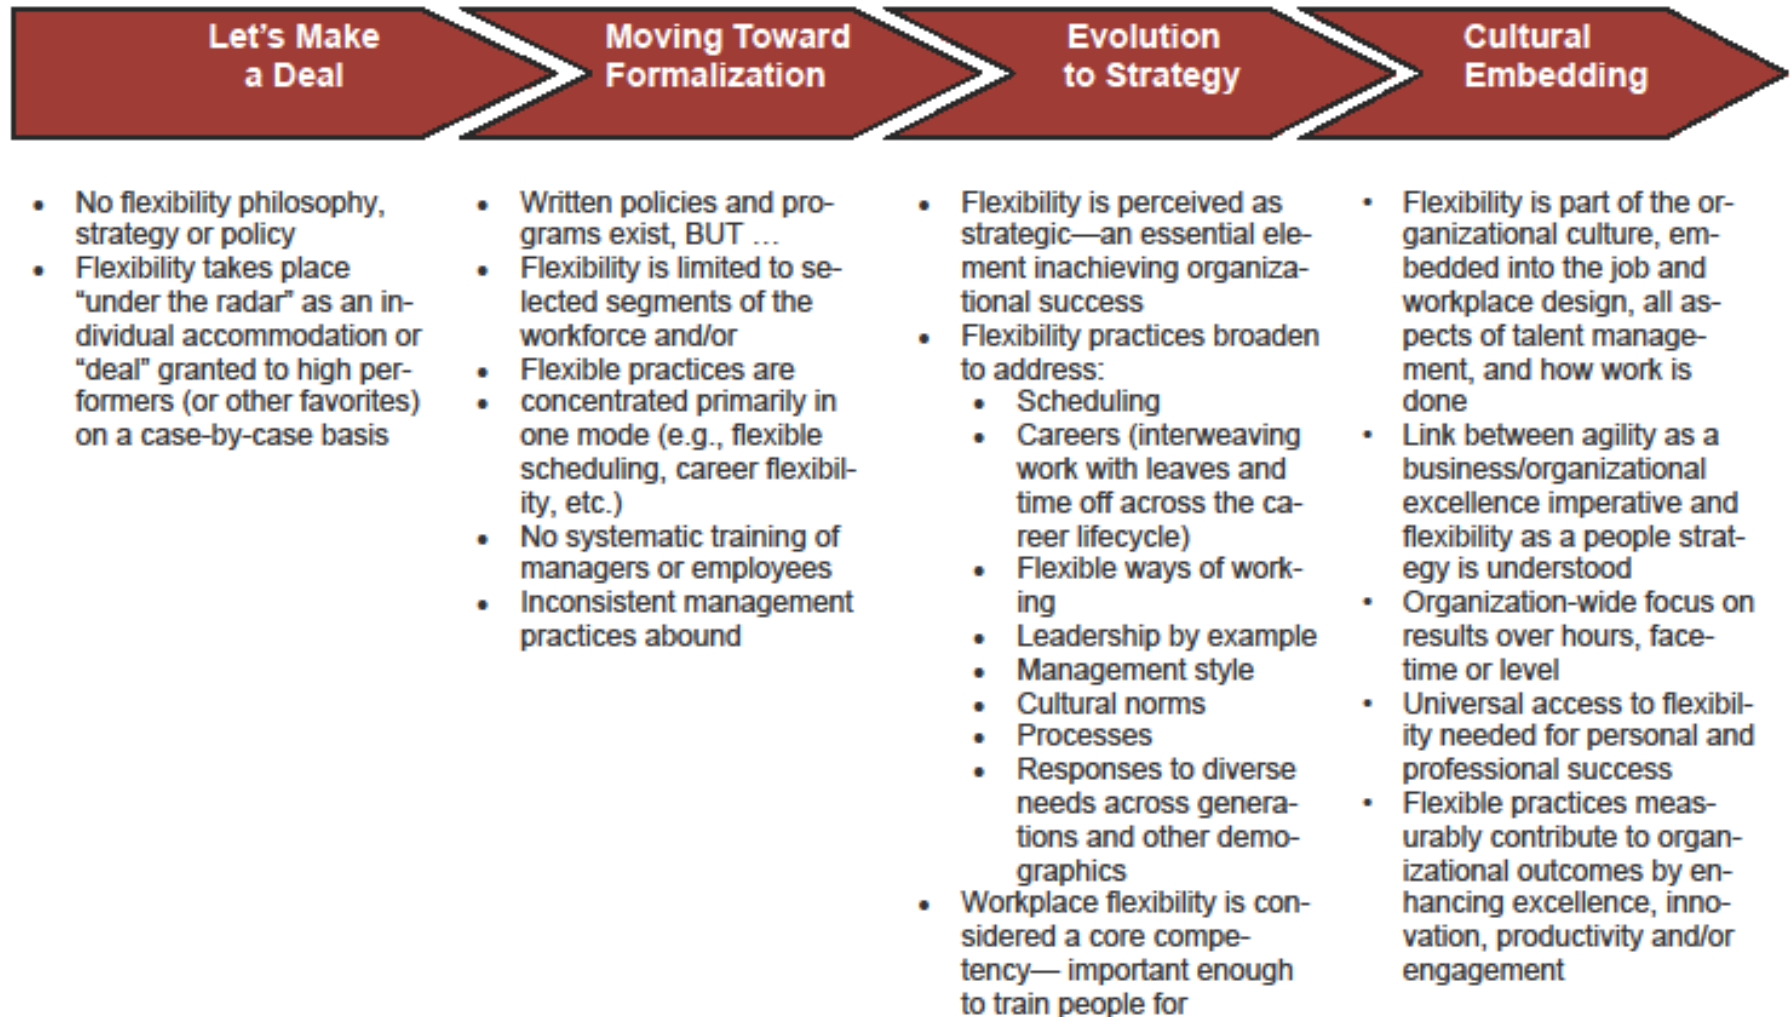 Let's Make
a Deal
Moving Toward
Formalization
Evolution
to Strategy
Cultural
Embedding
• No flexibility philosophy,
strategy or policy
• Flexibility takes place
“under the radar” as an in-
dividual accommodation or
“deal” granted to high per-
formers (or other favorites)
on a case-by-case basis
• Written policies and pro-
grams exist, BUT …
• Flexibility is limited to se-
lected segments of the
workforce and/or
• Flexible practices are
• concentrated primarily in
one mode (e.g., flexible
scheduling, career flexibil-
ity, etc.)
• No systematic training of
managers or employees
• Inconsistent management
practices abound
• Flexibility is perceived as
strategic—an essential ele-
ment inachieving organiza-
tional success
• Flexibility practices broaden
to address:
• Scheduling
• Careers (interweaving
work with leaves and
time off across the ca-
reer lifecycle)
• Flexible ways of work-
ing
• Leadership by example
• Management style
• Cultural norms
• Processes
• Responses to diverse
needs across genera-
tions and other demo-
graphics
• Workplace flexibility is con-
sidered a core compe-
tency— important enough
to train people for
• Flexibility is part of the or-
ganizational culture, em-
bedded into the job and
workplace design, all as-
pects of talent manage-
ment, and how work is
done
• Link between agility as a
business/organizational
excellence imperative and
flexibility as a people strat-
egy is understood
• Organization-wide focus on
results over hours, face-
time or level
• Universal access to flexibil-
ity needed for personal and
professional success
• Flexible practices meas-
urably contribute to organ-
izational outcomes by en-
hancing excellence, inno-
vation, productivity and/or
engagement